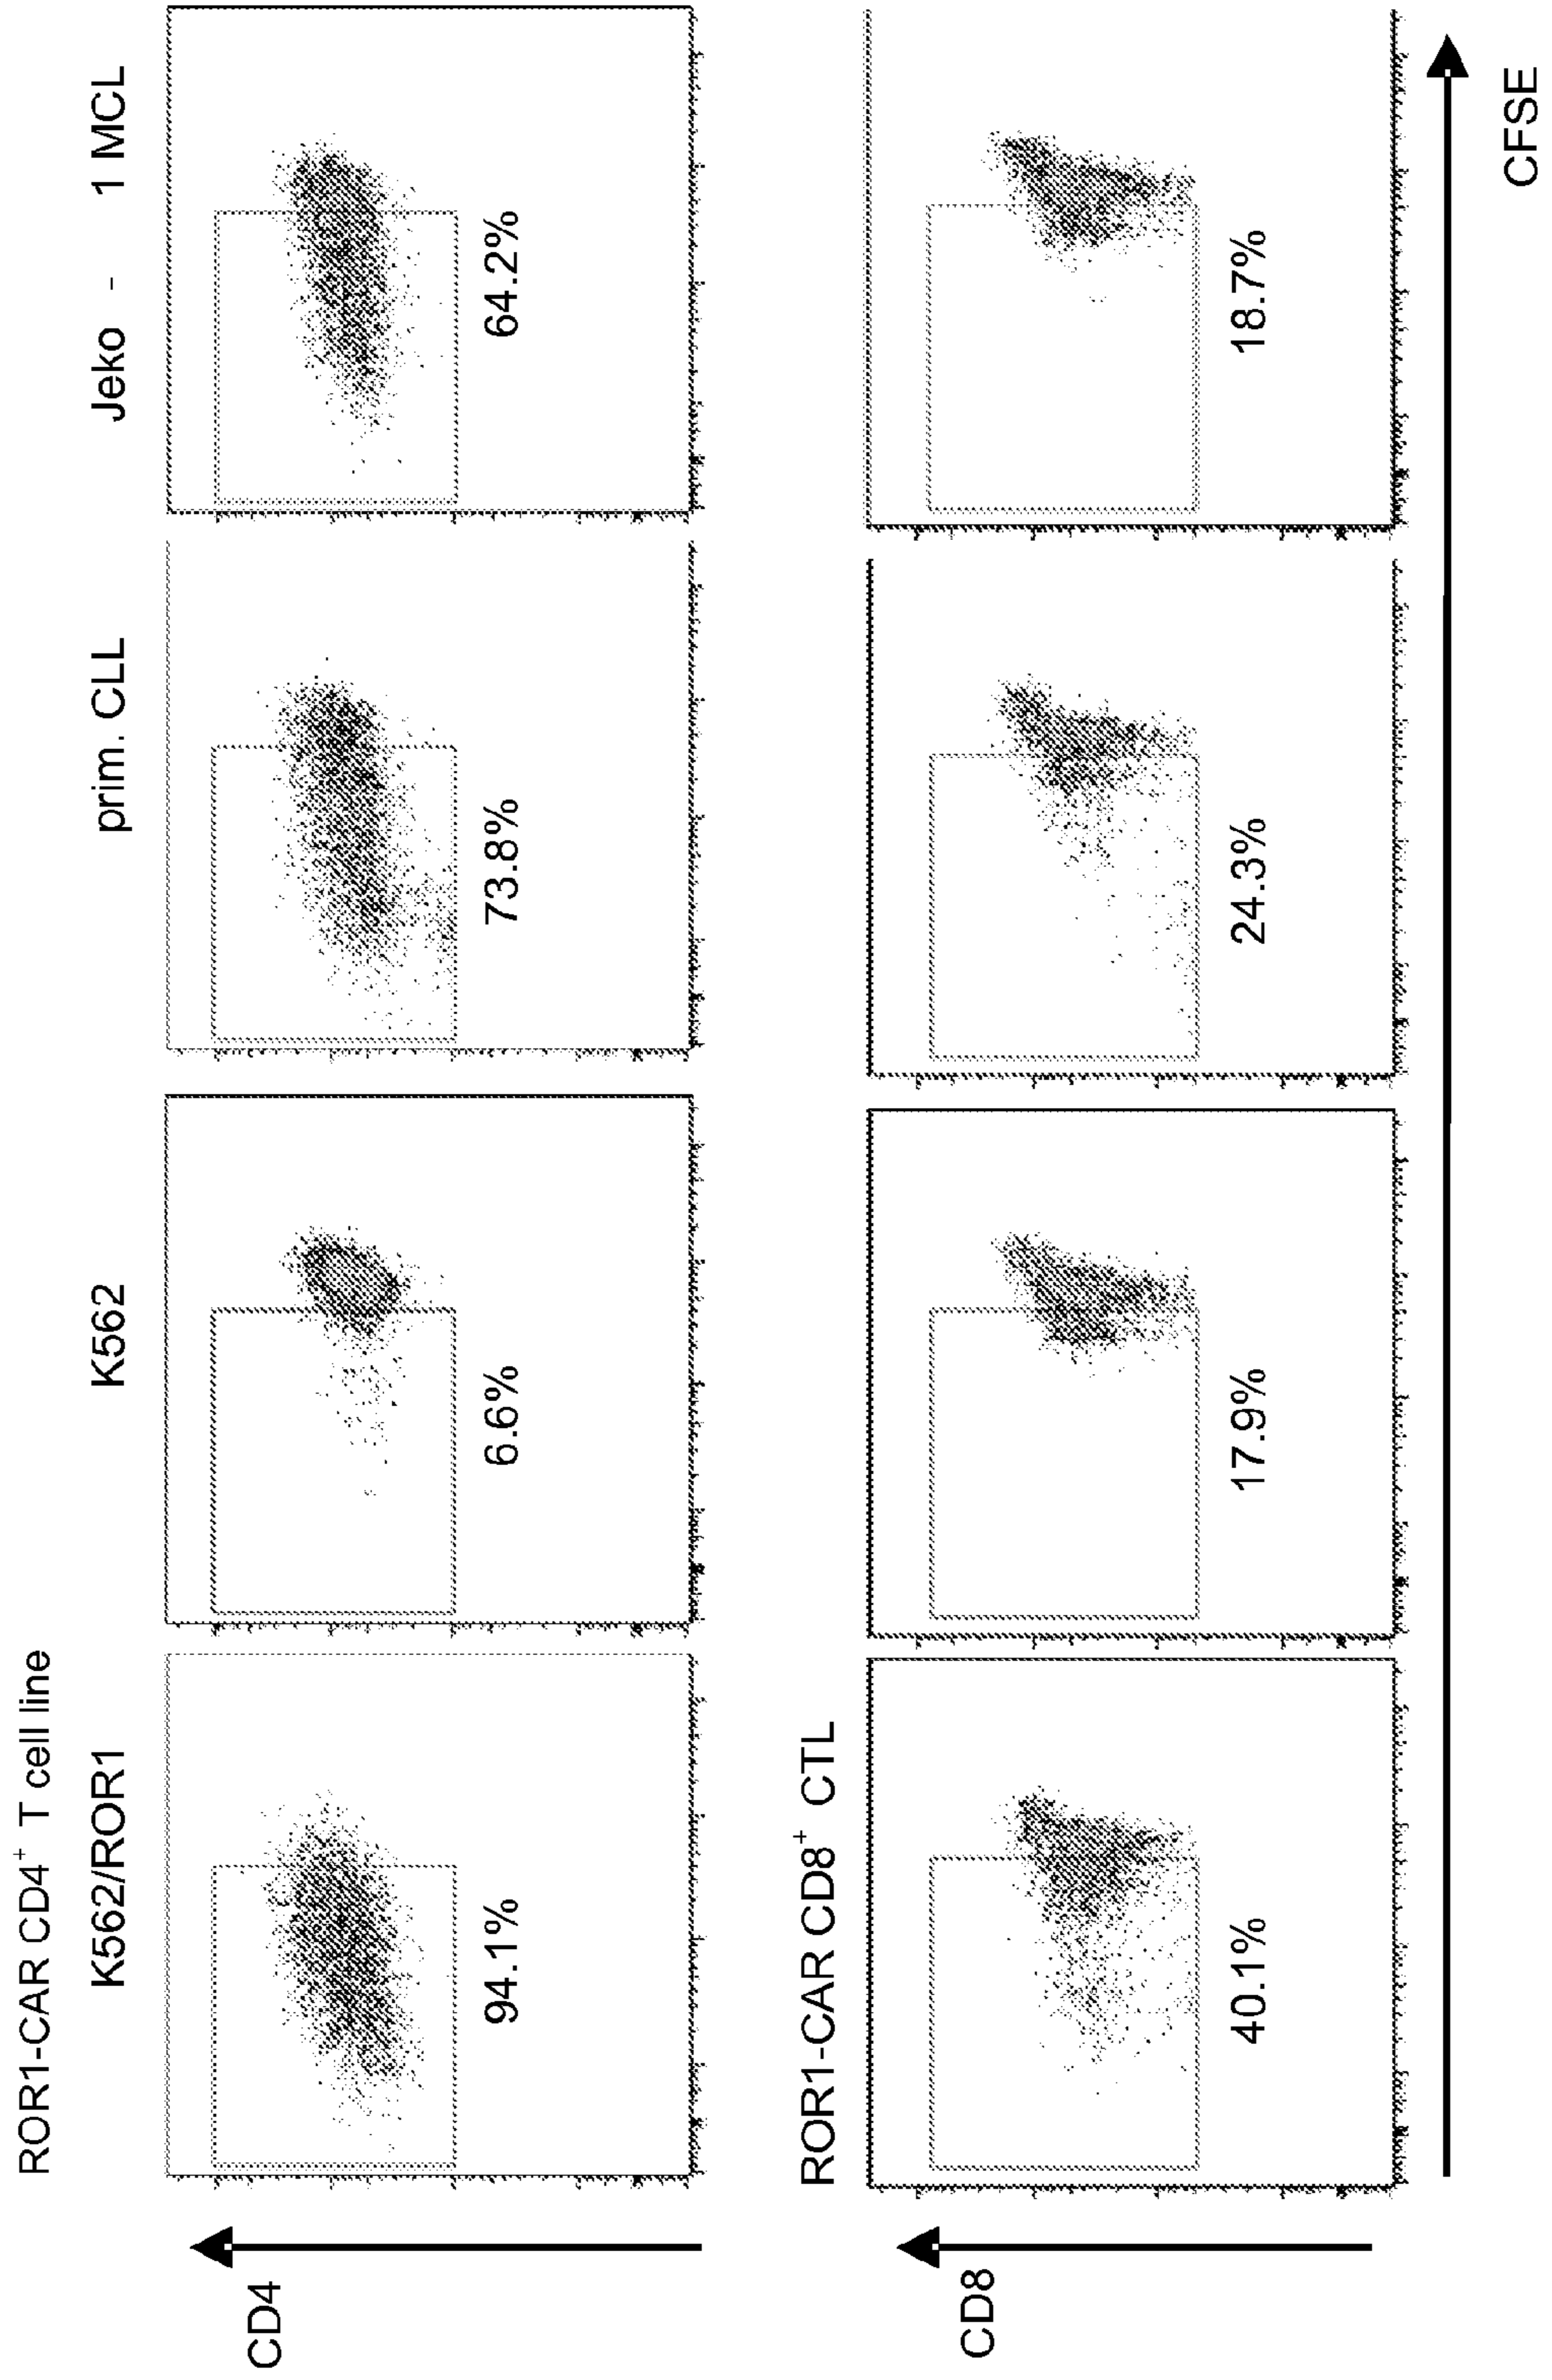 ROR1-CAR CD4⁺ T cell line
K562/ROR1
K562
prim. CLL
Jeko - 1 MCL
CD4
94.1%
6.6%
73.8%
64.2%
ROR1-CAR CD8⁺ CTL
CD8
40.1%
17.9%
24.3%
18.7%
CFSE